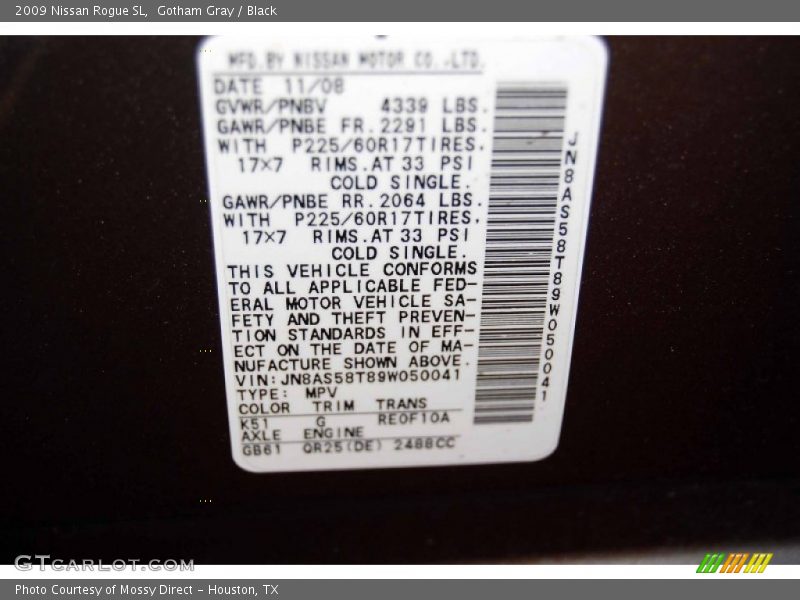 2009 Nissan Rogue SL, Gotham Gray / Black
MFD.BY NISSAN MOTOR CO.,LTD.
DATE 11/08
GVWR/PNBV 4339 LBS.
GAWR/PNBE FR.2291 LBS.
WITH P225/60R17TIRES.
17×7 RIMS.AT 33 PSI
COLD SINGLE.
GAWR/PNBE RR.2064 LBS.
WITH P225/60R17TIRES.
17×7 RIMS.AT 33 PSI
COLD SINGLE.
THIS VEHICLE CONFORMS
TO ALL APPLICABLE FED-
ERAL MOTOR VEHICLE SA-
FETY AND THEFT PREVEN-
TION STANDARDS IN EFF-
ECT ON THE DATE OF MA-
NUFACTURE SHOWN ABOVE.
VIN:JN8AS58T89W050041
TYPE: MPV
COLOR TRIM TRANS
K51 G RE0F10A
AXLE ENGINE
GB61 QR25(DE) 2488CC
JN8AS58T89W050041
GTCARLOT.COM
Photo Courtesy of Mossy Direct - Houston, TX